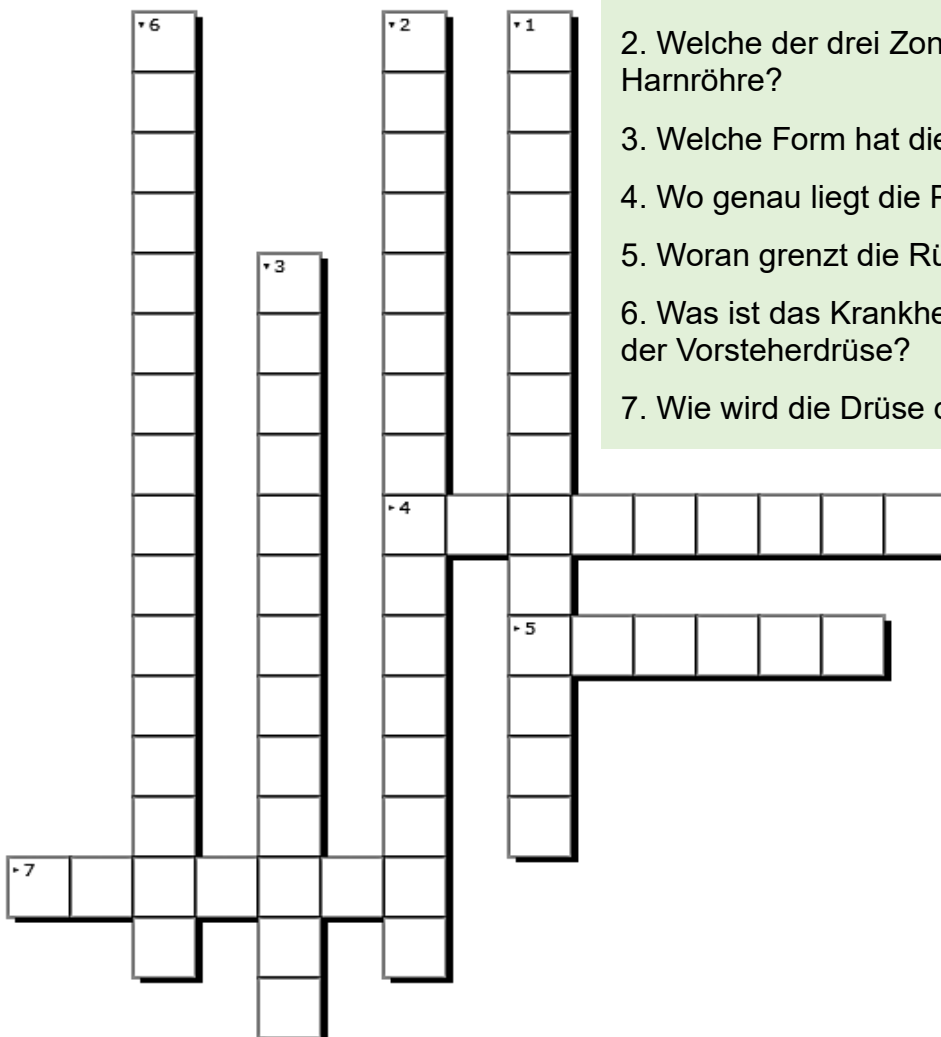 6
2
1
2. Welche der drei Zon
Harnröhre?
3. Welche Form hat die
4. Wo genau liegt die
3
5. Woran grenzt die Rü
6. Was ist das Krankhe
der Vorsteherdrüse?
7. Wie wird die Drüse
4
5
7